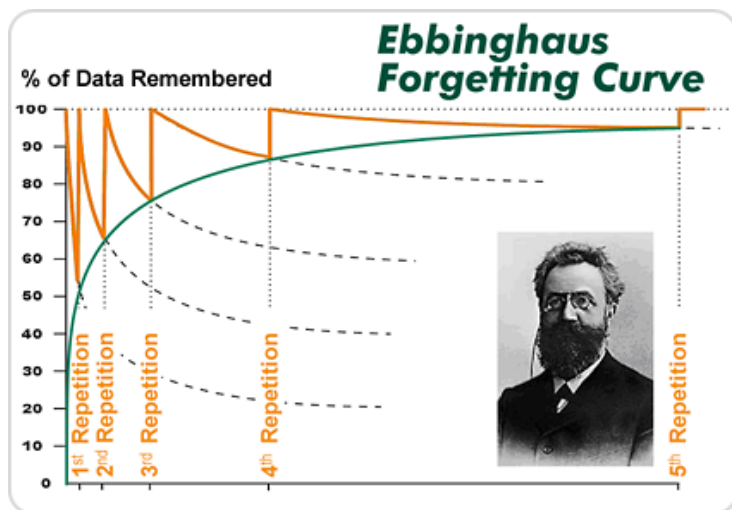 Ebbinghaus
Forgetting Curve
% of Data Remembered
100
90
80
70
60
50
40
30
20
10
0
1st Repetition
2nd Repetition
3rd Repetition
4th Repetition
5th Repetition